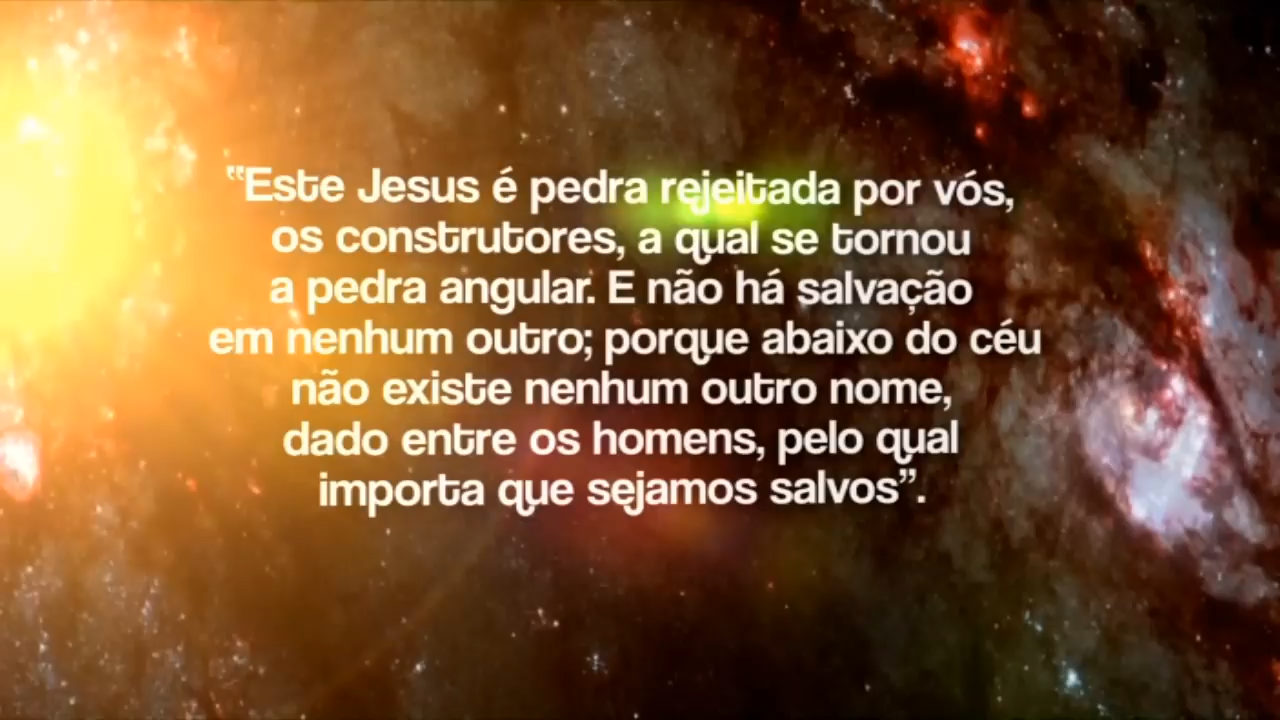 “Este Jesus é pedra rejeitada por vós,
os construtores, a qual se tornou
a pedra angular. E não há salvação
em nenhum outro; porque abaixo do céu
não existe nenhum outro nome,
dado entre os homens, pelo qual
importa que sejamos salvos”.